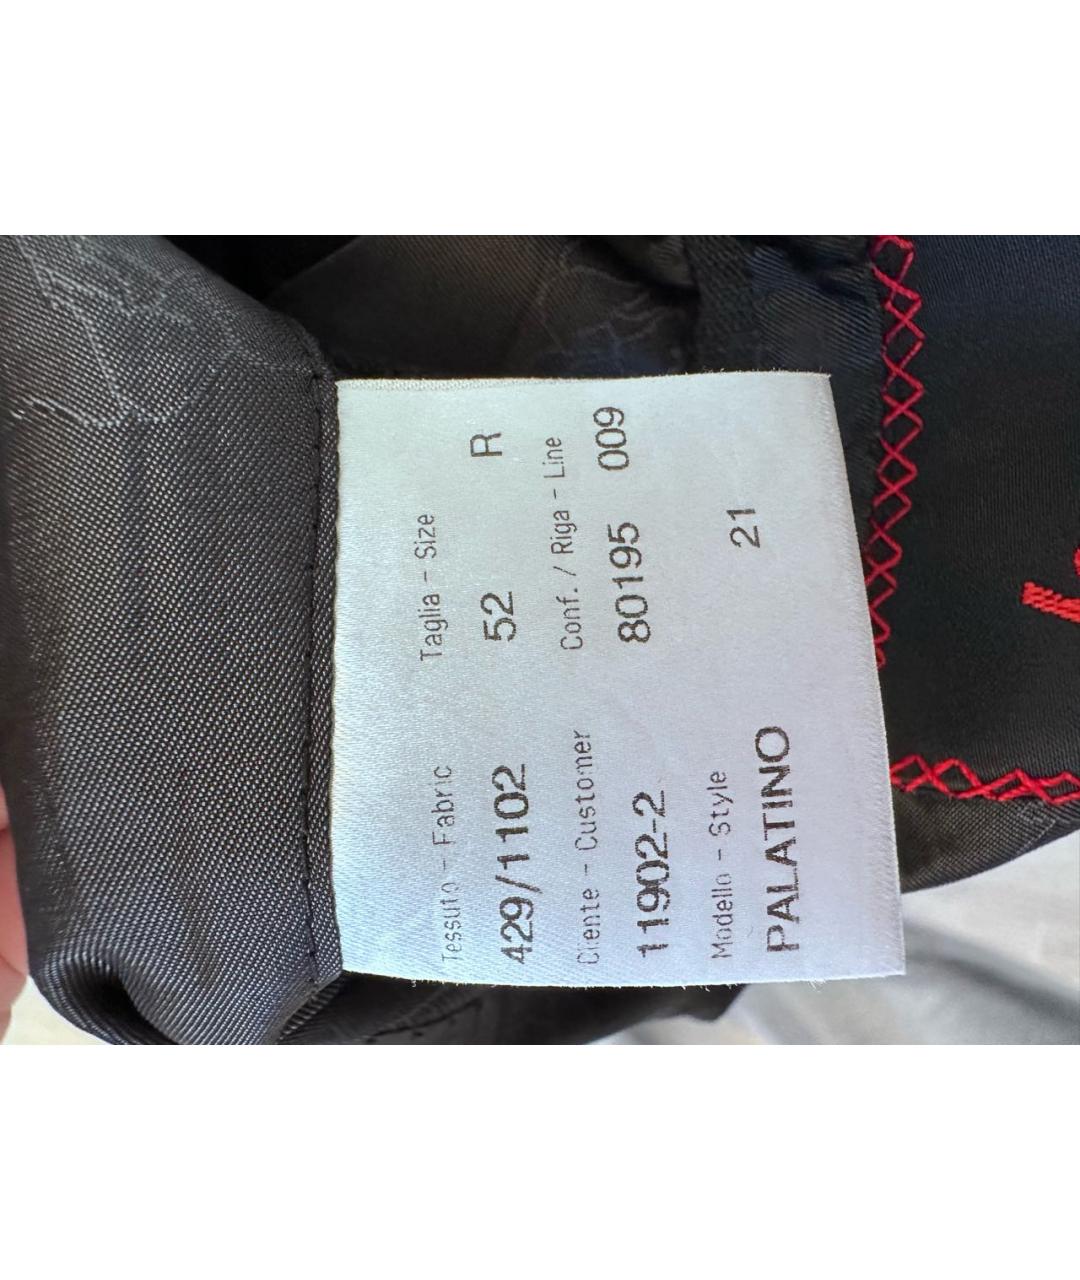 Tessuto - Fabric Taglia - Size
429/1102 52 R
Cliente - Customer Conf. / Riga - Line
11902-2 80195 009
Modello - Style
PALATINO 21